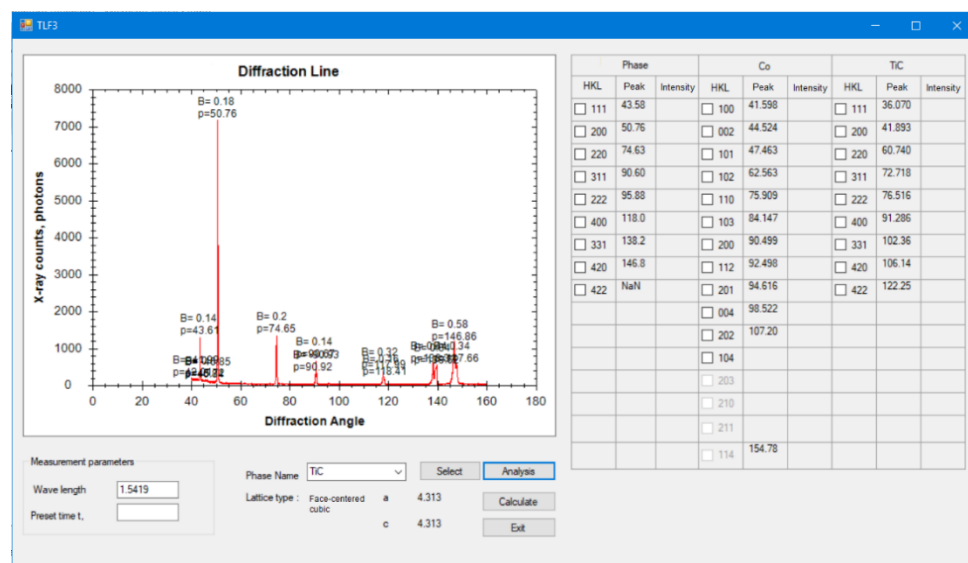 TLF3
Diffraction Line
X-ray counts, photons
8000
7000
6000
5000
4000
3000
2000
1000
0
B= 0.18
p=50.76
B= 0.14
p=43.61
B= 0.2
p=74.65
B= 0.14
p=90.92
B= 0.32
p=118.41
B= 0.58
p=146.86
0 20 40 60 80 100 120 140 160 180
Diffraction Angle
Phase Co TiC
HKL Peak Intensity HKL Peak Intensity HKL Peak Intensity
111 43.58 100 41.598 111 36.070
200 50.76 002 44.524 200 41.893
220 74.63 101 47.463 220 60.740
311 90.60 102 62.563 311 72.718
222 95.88 110 75.909 222 76.516
400 118.0 103 84.147 400 91.286
331 138.2 200 90.499 331 102.36
420 146.8 112 92.498 420 106.14
422 NaN 201 94.616 422 122.25
004 98.522
202 107.20
104
203
210
211
114 154.78
Measurement parameters
Wave length 1.5419
Preset time t,
Phase Name TiC Select Analysis
Lattice type : Face-centered cubic a 4.313 Calculate
c 4.313 Exit